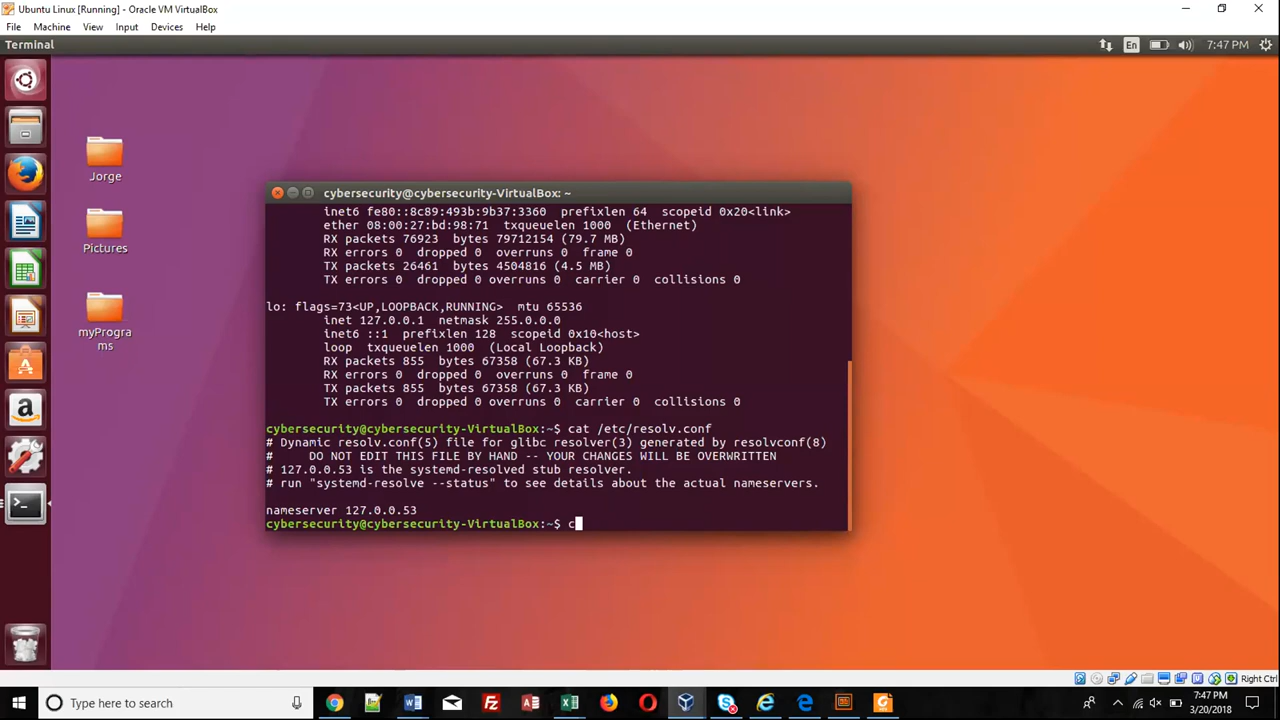 Ubuntu Linux [Running] - Oracle VM VirtualBox
File Machine View Input Devices Help
Terminal
En
7:47 PM
Jorge
Pictures
myProgra
ms
cybersecurity@cybersecurity-VirtualBox: ~
inet6 fe80::8c89:493b:9b37:3360 prefixlen 64 scopeid 0x20<link>
ether 08:00:27:bd:98:71 txqueuelen 1000 (Ethernet)
RX packets 76923 bytes 79712154 (79.7 MB)
RX errors 0 dropped 0 overruns 0 frame 0
TX packets 26461 bytes 4504816 (4.5 MB)
TX errors 0 dropped 0 overruns 0 carrier 0 collisions 0
lo: flags=73<UP,LOOPBACK,RUNNING> mtu 65536
inet 127.0.0.1 netmask 255.0.0.0
inet6 ::1 prefixlen 128 scopeid 0x10<host>
loop txqueuelen 1000 (Local Loopback)
RX packets 855 bytes 67358 (67.3 KB)
RX errors 0 dropped 0 overruns 0 frame 0
TX packets 855 bytes 67358 (67.3 KB)
TX errors 0 dropped 0 overruns 0 carrier 0 collisions 0
cybersecurity@cybersecurity-VirtualBox:~$ cat /etc/resolv.conf
# Dynamic resolv.conf(5) file for glibc resolver(3) generated by resolvconf(8)
# DO NOT EDIT THIS FILE BY HAND -- YOUR CHANGES WILL BE OVERWRITTEN
# 127.0.0.53 is the systemd-resolved stub resolver.
# run "systemd-resolve --status" to see details about the actual nameservers.
nameserver 127.0.0.53
cybersecurity@cybersecurity-VirtualBox:~$ c
Right Ctrl
Type here to search
7:47 PM
3/20/2018